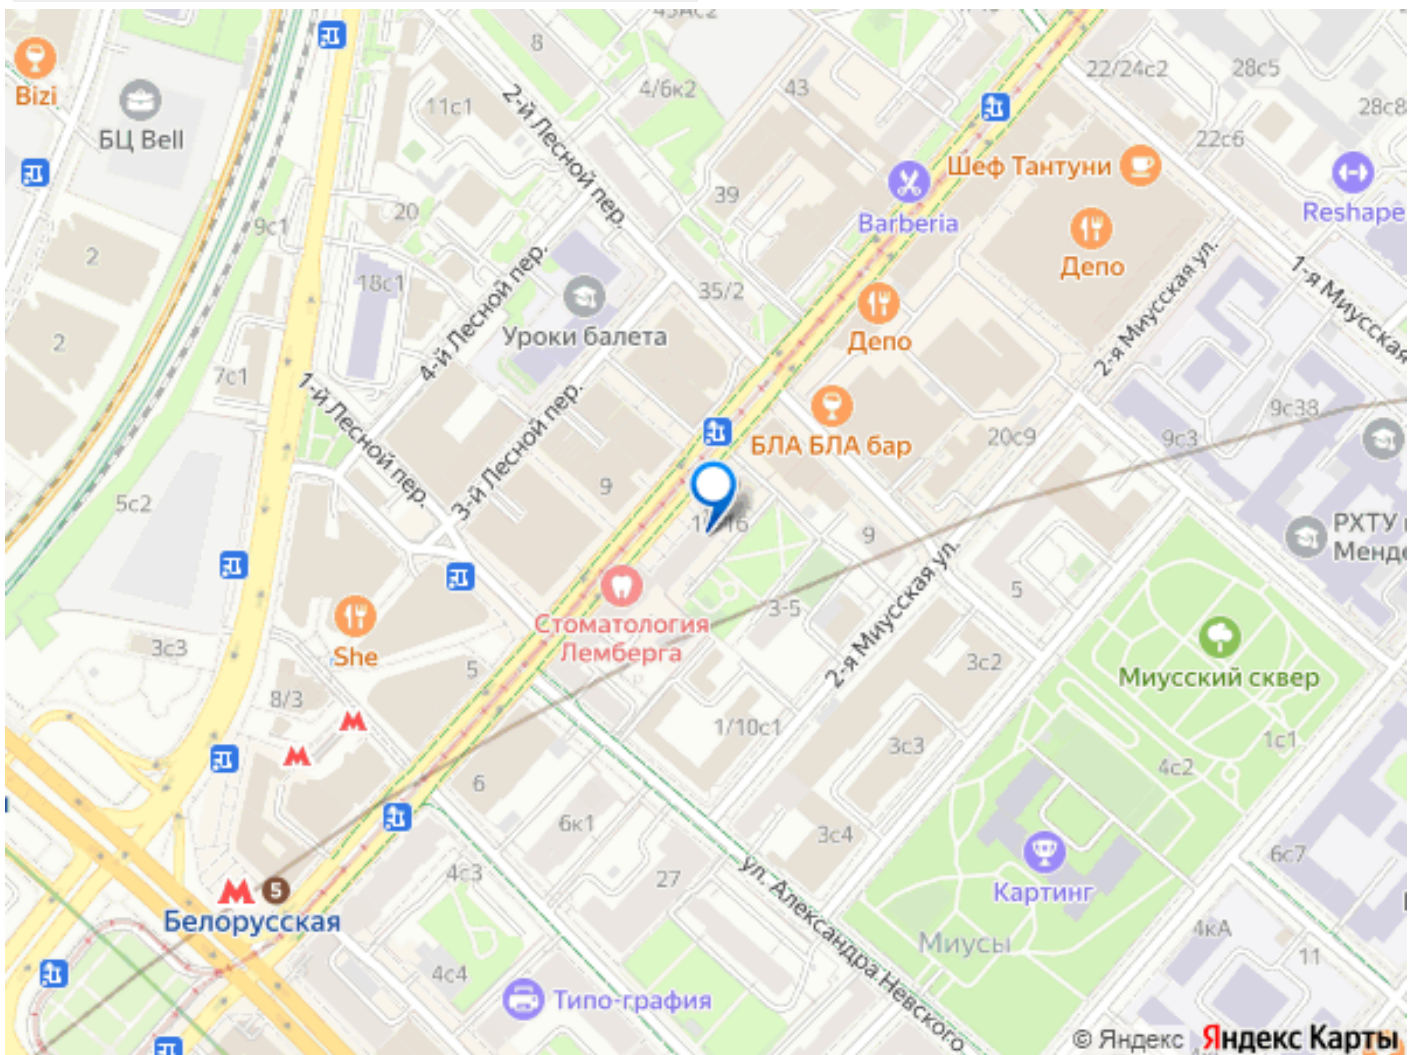 45Ас2
8
22/24с2
28с5
Bizi
БЦ Bell
11с1
2-й Лесной пер.
4/6к2
43
28с8
22с6
Шеф Тантуни
Reshape
39
Barberia
20
9с1
Депо
2
18с1
4-й Лесной пер.
Уроки балета
35/2
Депо
2-я Миусская ул.
1-я Миусская
2
7с1
1-й Лесной пер.
3-й Лесной пер.
БЛА БЛА бар
20с9
9с3
9с38
5с2
9
9
РХТУ
Менде
Стоматология
Лемберга
3-5
2-я Миусская ул.
5
3с3
She
5
3с2
Миусский сквер
8/3
1/10с1
3с3
1с1
4с2
6
6к1
3с4
6с7
4с3
27
ул. Александра Невского
Картинг
М 5
Белорусская
Миусы
4кА
11
4с4
Типо-графия
© Яндекс Яндекс Карты